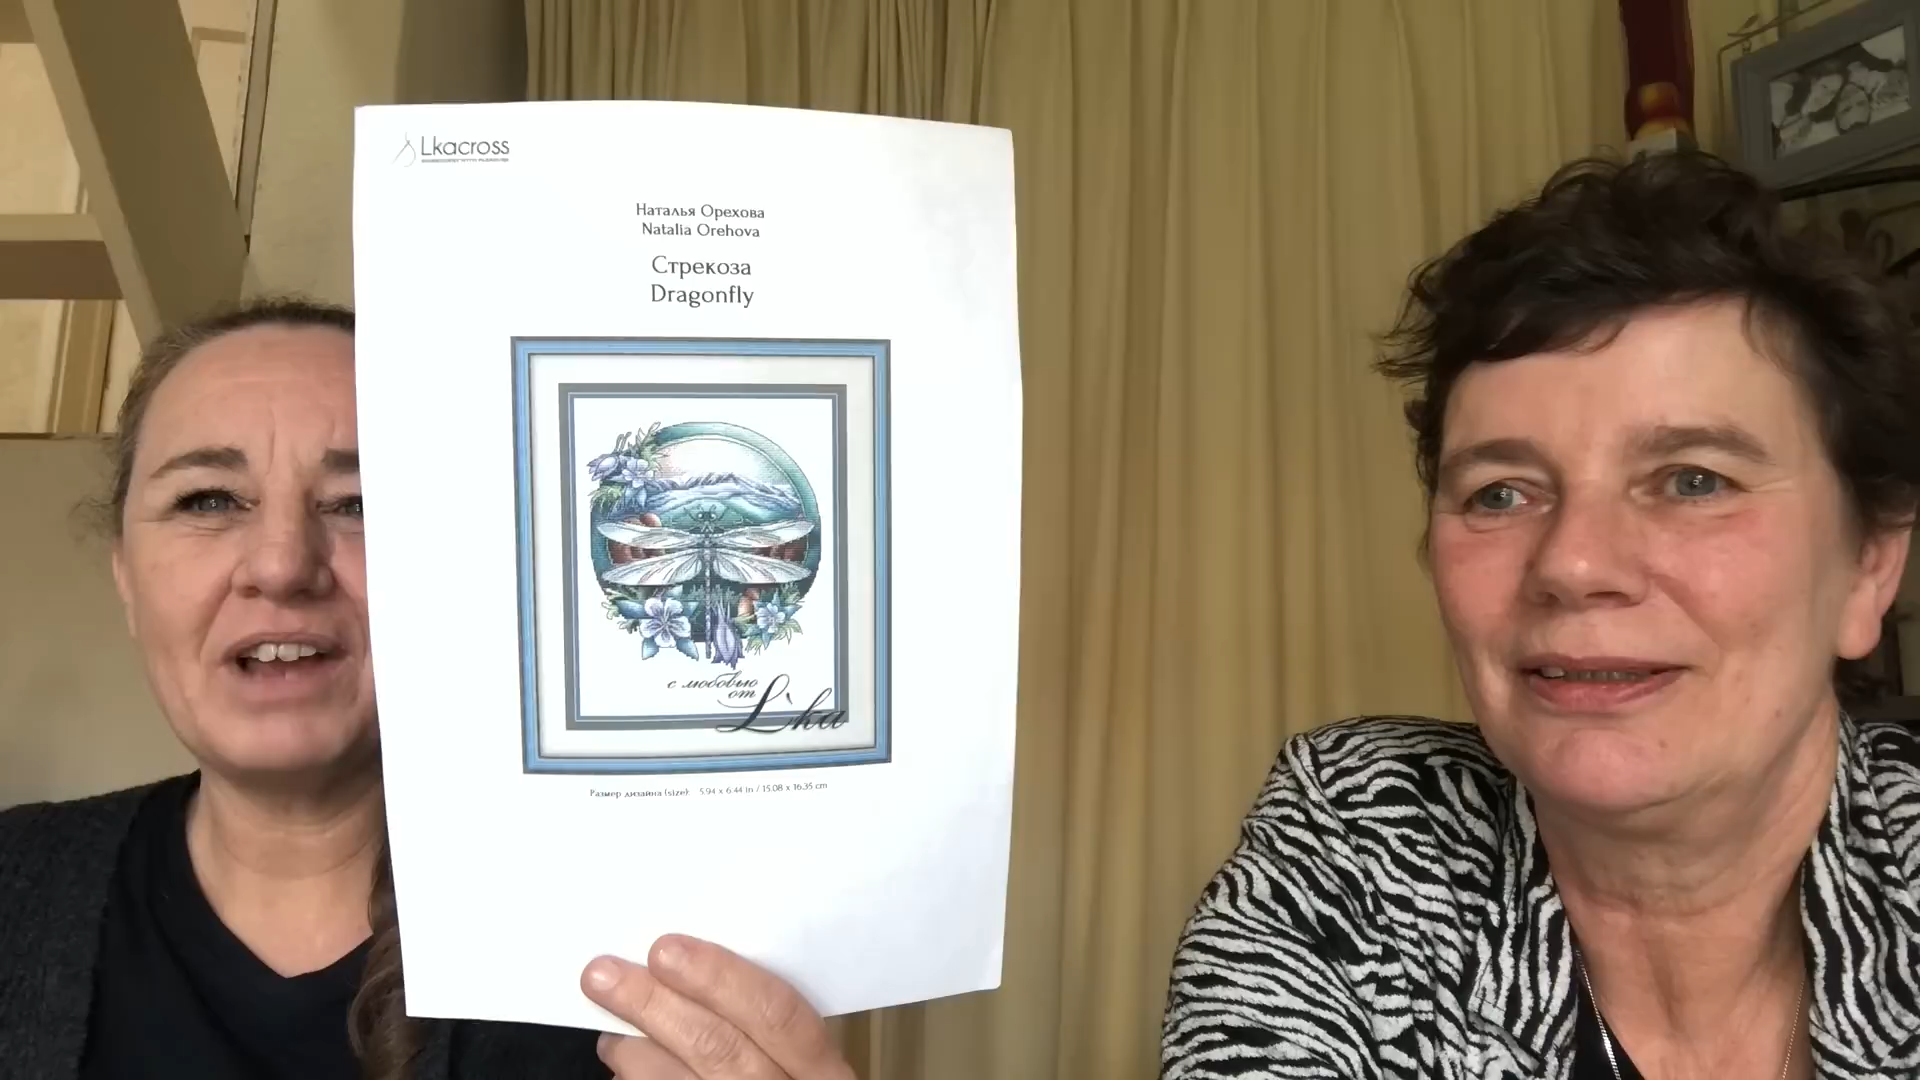 Lkacross
Наталья Орехова
Natalia Orehova
Стрекоза
Dragonfly
с любовью
от L'ka
Размер дизайна (size): 5.94 x 6.44 in / 15.08 x 16.35 cm